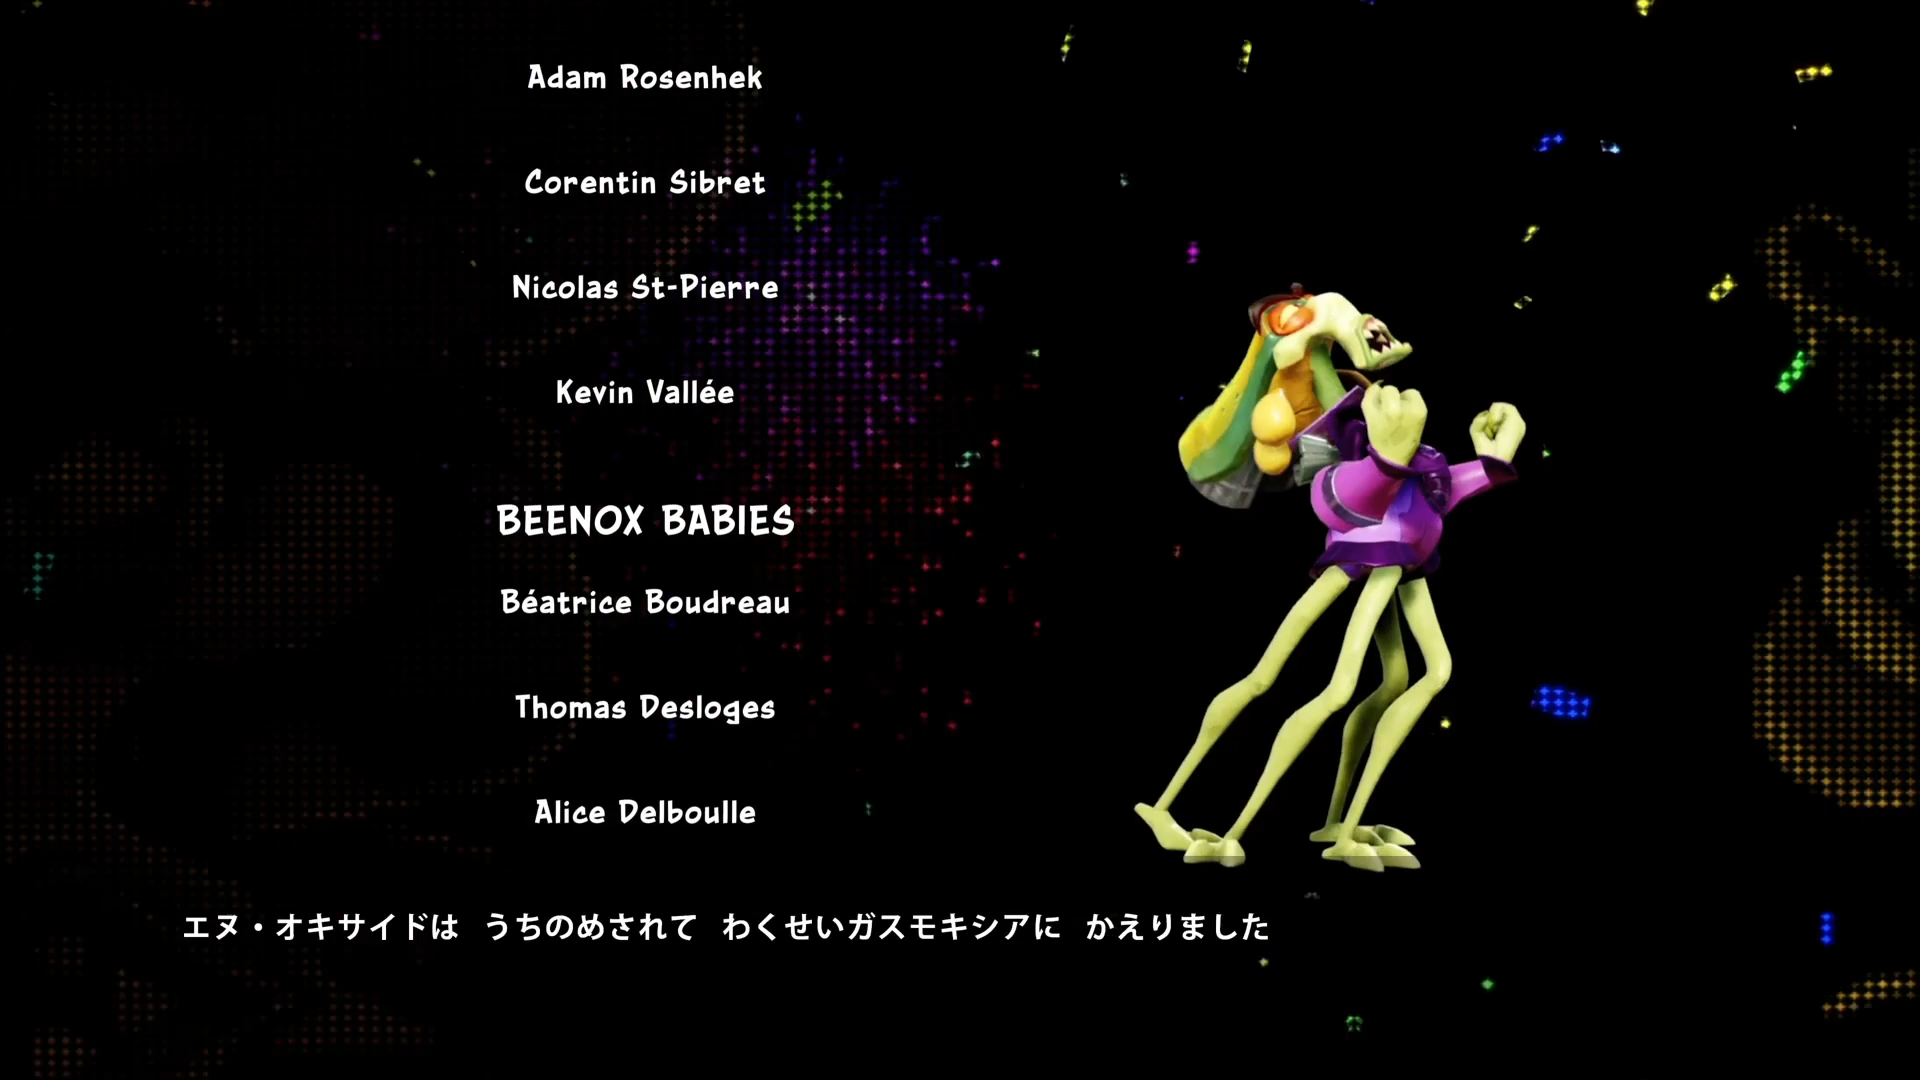 Adam Rosenhek
Corentin Sibret
Nicolas St-Pierre
Kevin Vallée
BEENOX BABIES
Béatrice Boudreau
Thomas Desloges
Alice Delboulle
エヌ・オキサイドは うちのめされて わくせいガスモキシアに かえりました